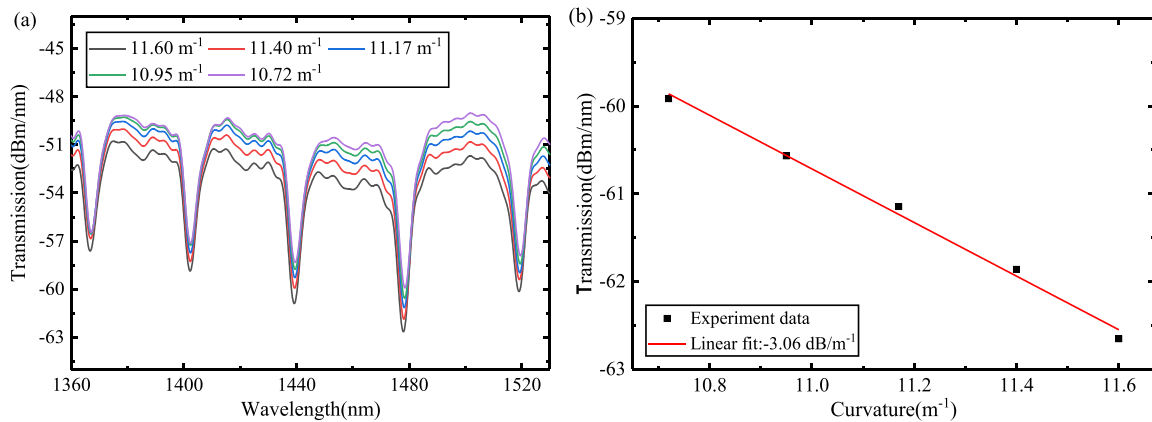 (a)
11.60 m⁻¹ 11.40 m⁻¹ 11.17 m⁻¹
10.95 m⁻¹ 10.72 m⁻¹
-45
-48
-51
-54
-57
-60
-63
Transmission(dBm/nm)
1360 1400 1440 1480 1520
Wavelength(nm)
(b)
-59
-60
-61
-62
-63
Transmission(dBm/nm)
Experiment data
Linear fit:-3.06 dB/m⁻¹
10.8 11.0 11.2 11.4 11.6
Curvature(m⁻¹)